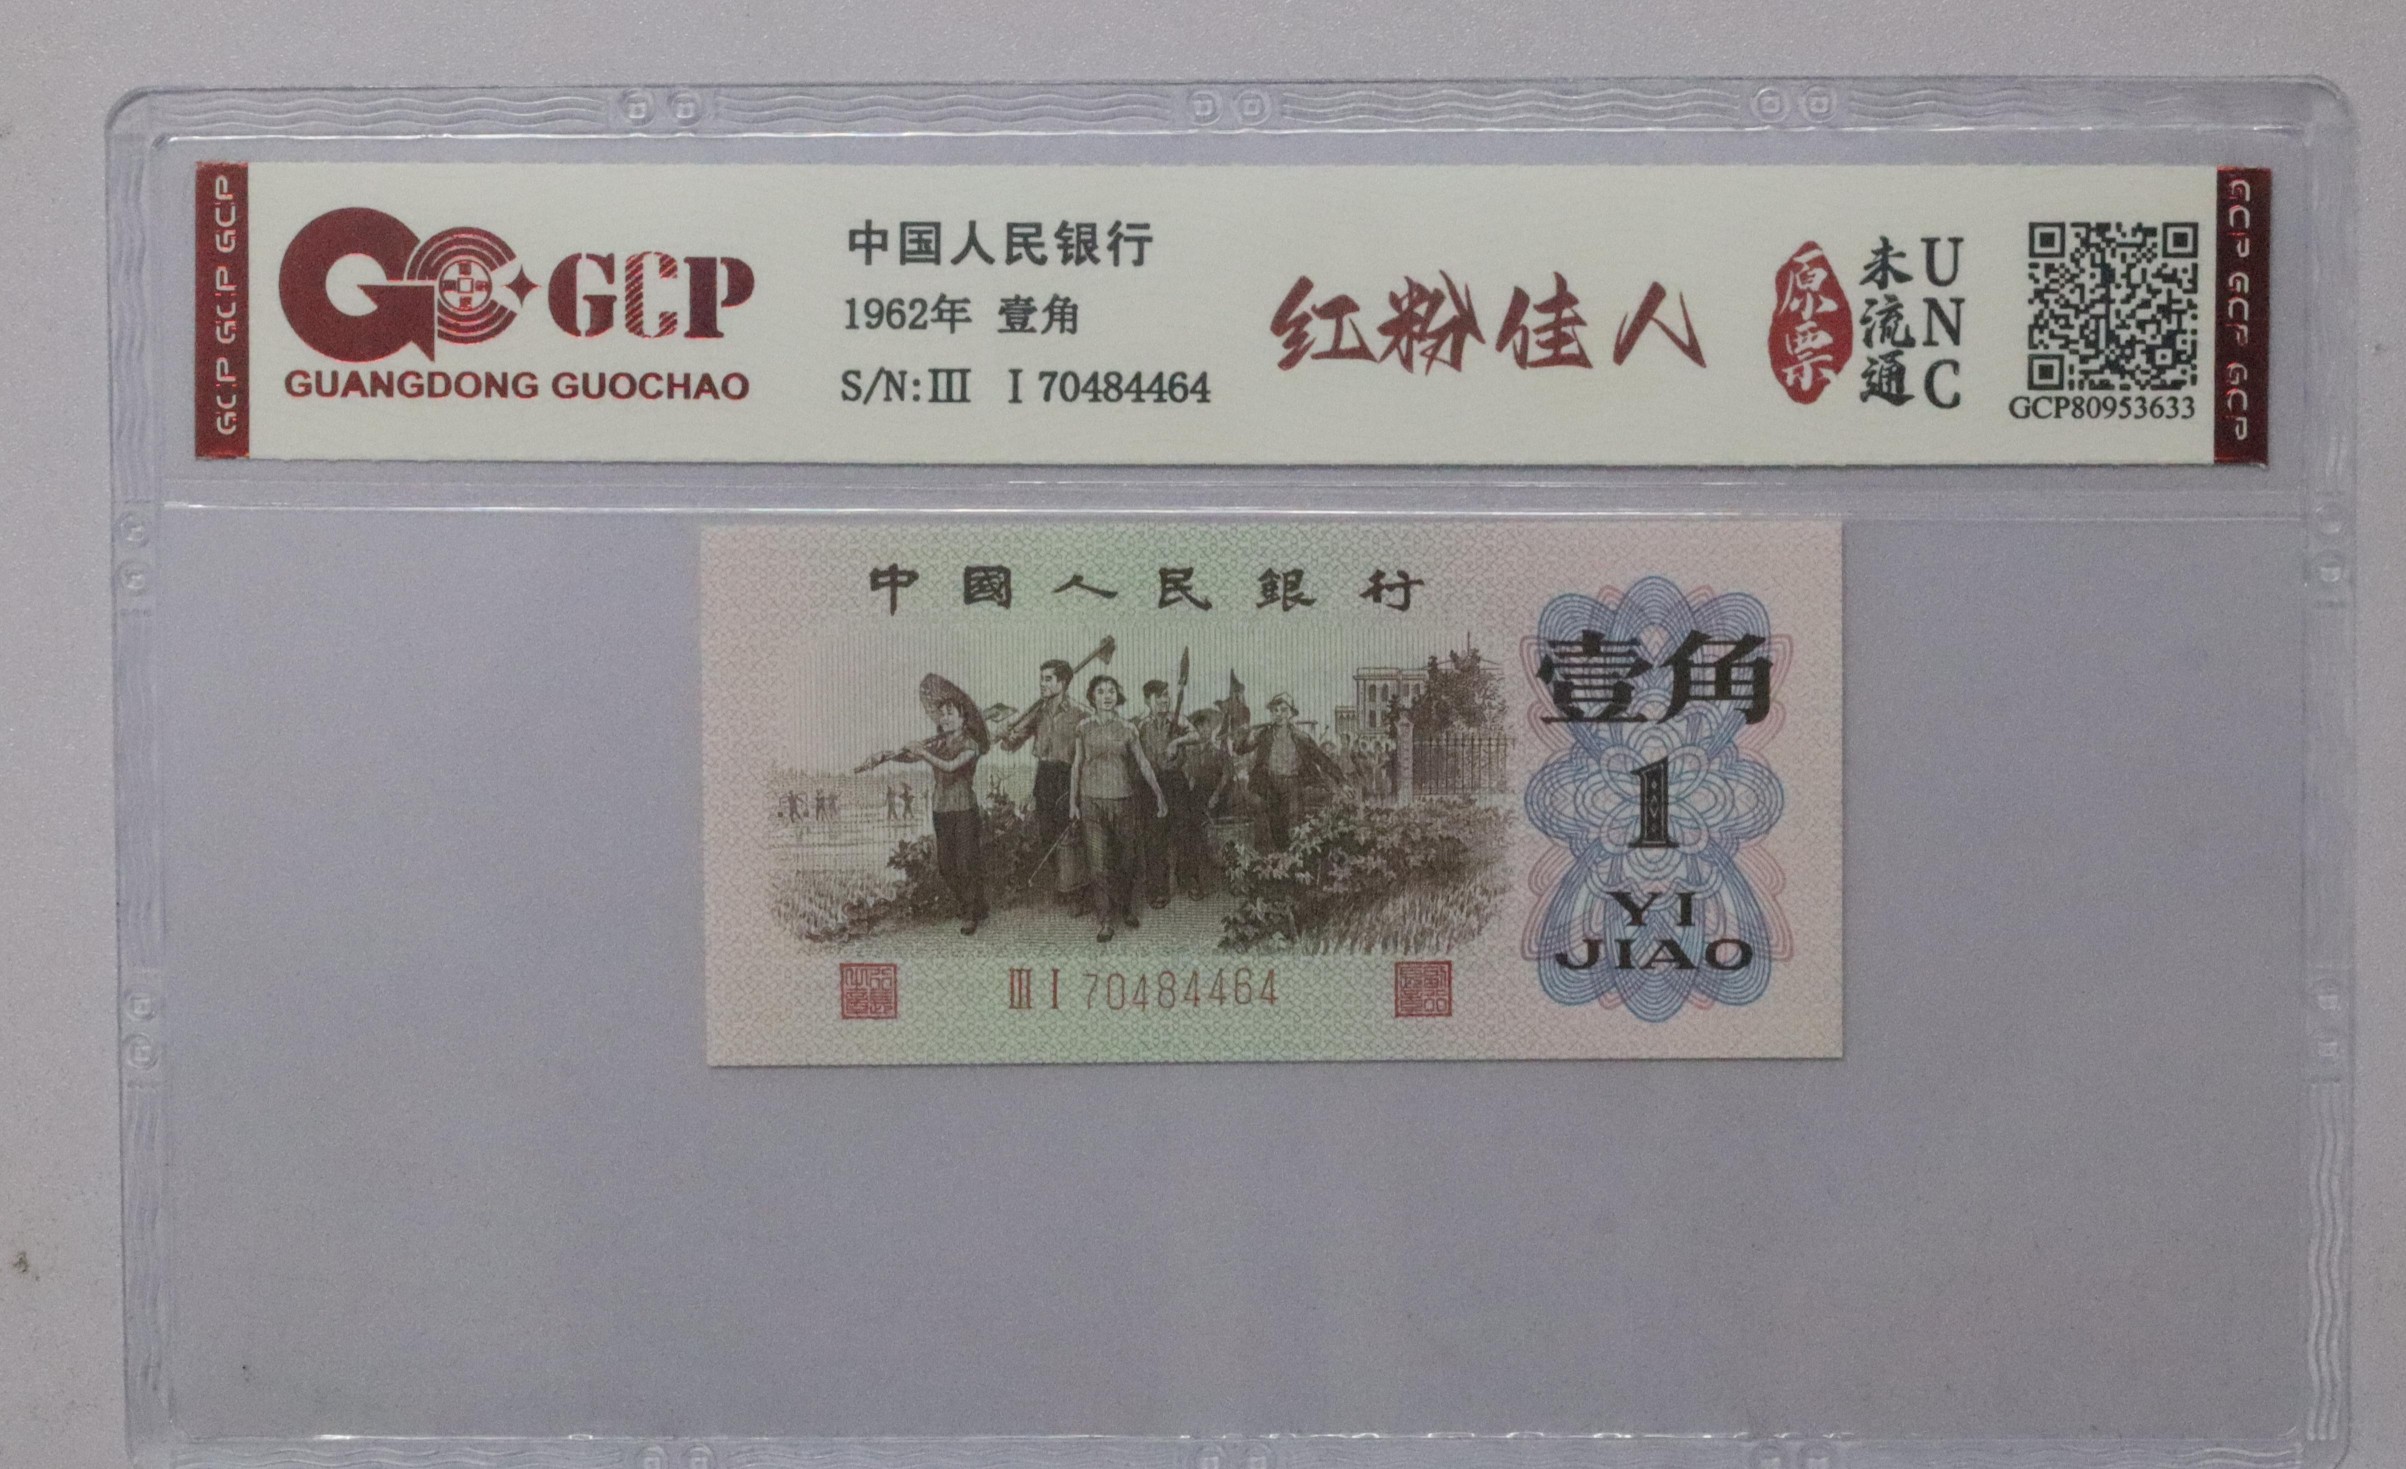 GCP GCP GCP
GCP
GUANGDONG GUOCHAO
中国人民银行
1962年 壹角
S/N:III I 70484464
红粉佳人
原票
未流通
UNC
GCP80953633
GCP GCP GCP
中國人民銀行
壹角
1
YI
JIAO
III I 70484464